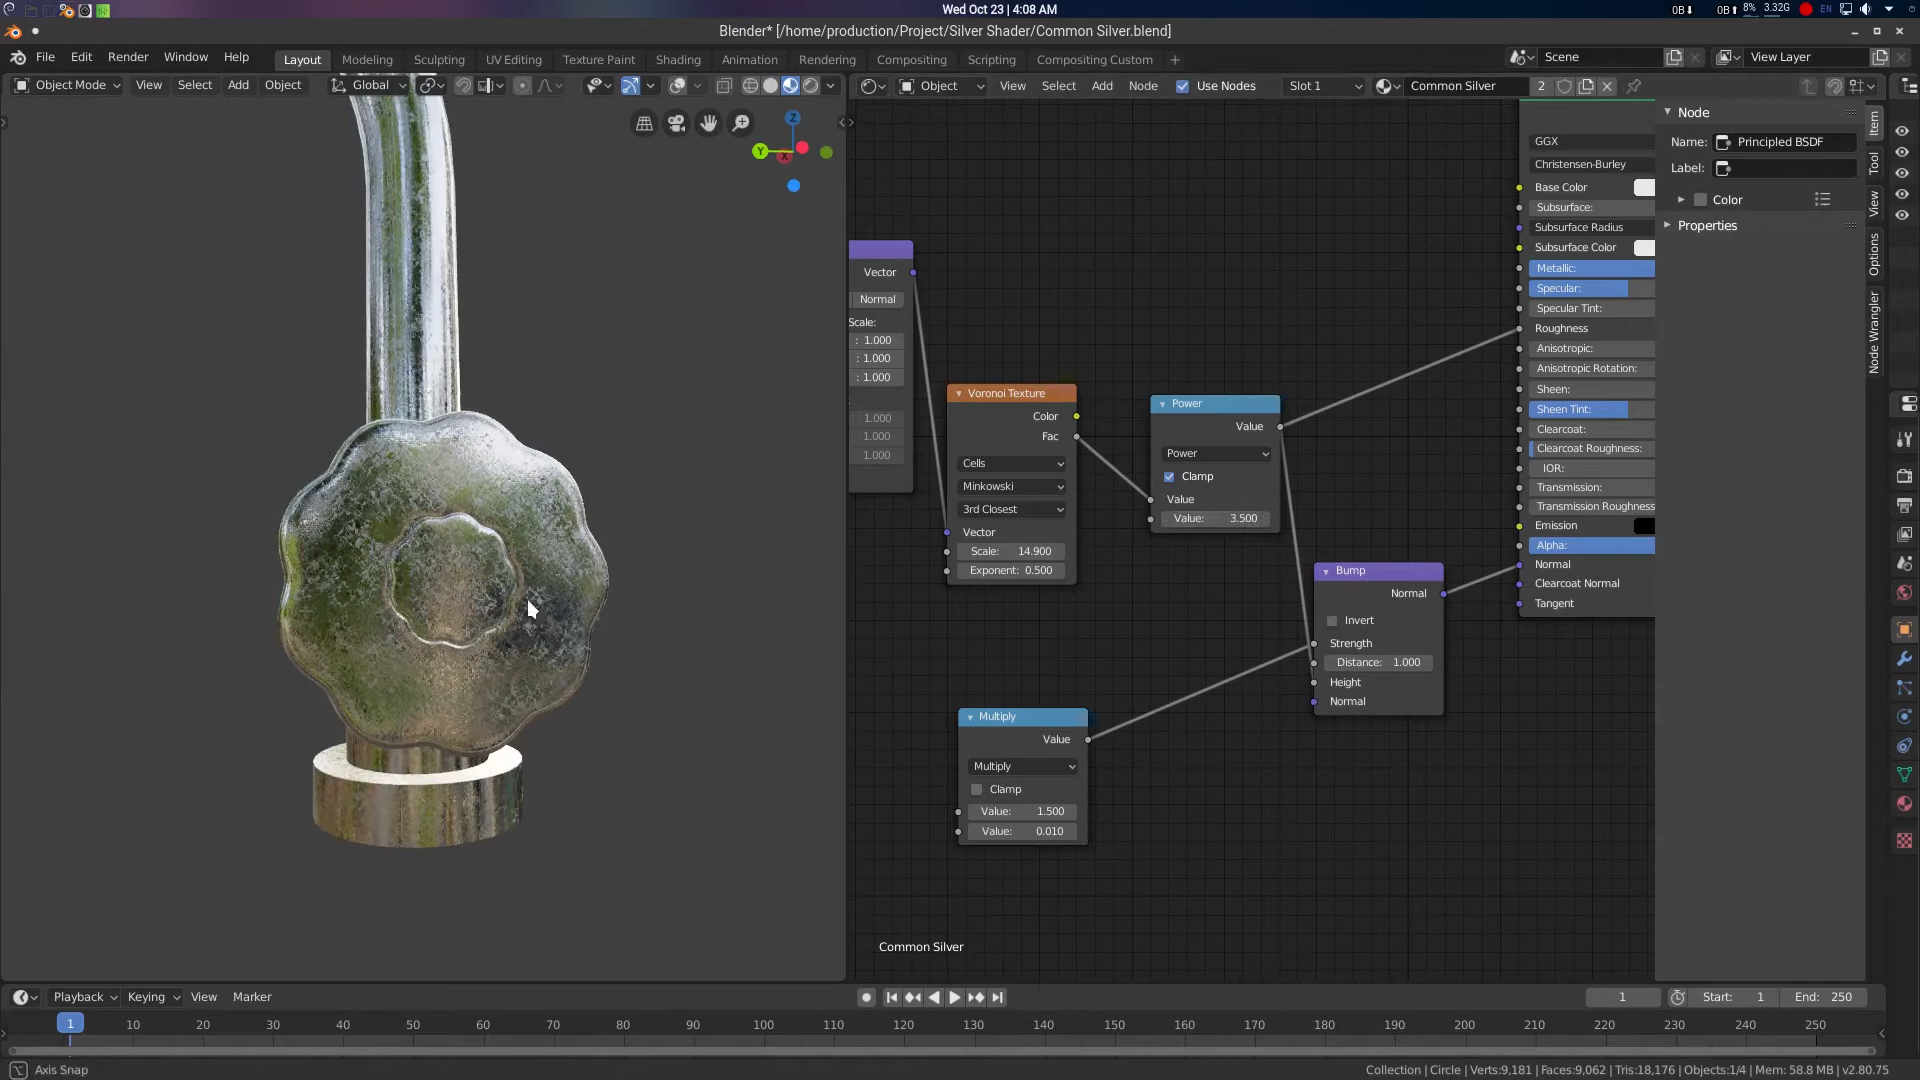 Wed Oct 23 | 4:08 AM
0B 0B 8% 3.32G EN
Blender* [/home/production/Project/Silver Shader/Common Silver.blend]
File Edit Render Window Help Layout Modeling Sculpting UV Editing Texture Paint Shading Animation Rendering Compositing Scripting Compositing Custom + Scene View Layer
Object Mode View Select Add Object Global Object View Select Add Node Use Nodes Slot 1 Common Silver 2
Z
Y
X
Node
Name: Principled BSDF
Label:
Color
Properties
Item
Tool
View
Options
Node Wrangler
GGX
Christensen-Burley
Base Color
Subsurface:
Subsurface Radius
Subsurface Color
Metallic:
Specular:
Specular Tint:
Roughness
Anisotropic:
Anisotropic Rotation:
Sheen:
Sheen Tint:
Clearcoat:
Clearcoat Roughness:
IOR:
Transmission:
Transmission Roughness
Emission
Alpha:
Normal
Clearcoat Normal
Tangent
Vector
Normal
Scale:
: 1.000
: 1.000
: 1.000
1.000
1.000
1.000
Voronoi Texture
Color
Fac
Cells
Minkowski
3rd Closest
Vector
Scale: 14.900
Exponent: 0.500
Power
Value
Power
Clamp
Value
Value: 3.500
Bump
Normal
Invert
Strength
Distance: 1.000
Height
Normal
Multiply
Value
Multiply
Clamp
Value: 1.500
Value: 0.010
Common Silver
Playback Keying View Marker 1 Start: 1 End: 250
1 10 20 30 40 50 60 70 80 90 100 110 120 130 140 150 160 170 180 190 200 210 220 230 240 250
Axis Snap Collection | Circle | Verts:9,181 | Faces:9,062 | Tris:18,176 | Objects:1/4 | Mem: 58.8 MB | v2.80.75